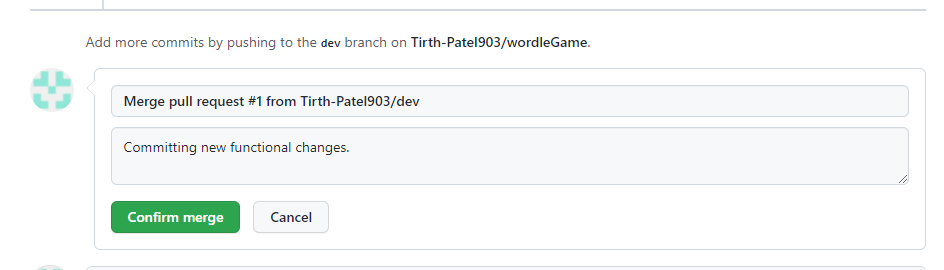 Add more commits by pushing to the dev branch on Tirth-Patel903/wordleGame.
Merge pull request #1 from Tirth-Patel903/dev
Committing new functional changes.
Confirm merge
Cancel